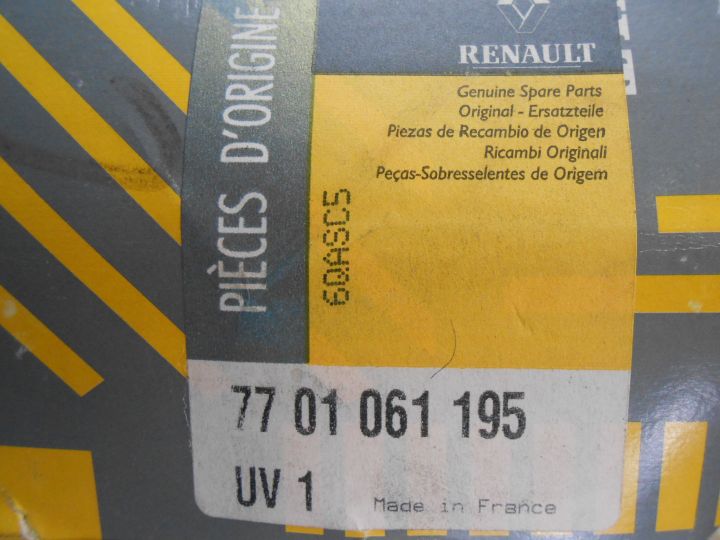 RENAULT
PIÈCES D'ORIGINE
Genuine Spare Parts
Original - Ersatzteile
Piezas de Recambio de Origen
Ricambi Originali
Peças-Sobresselentes de Origem
6QASC5
77 01 061 195
UV 1
Made in France